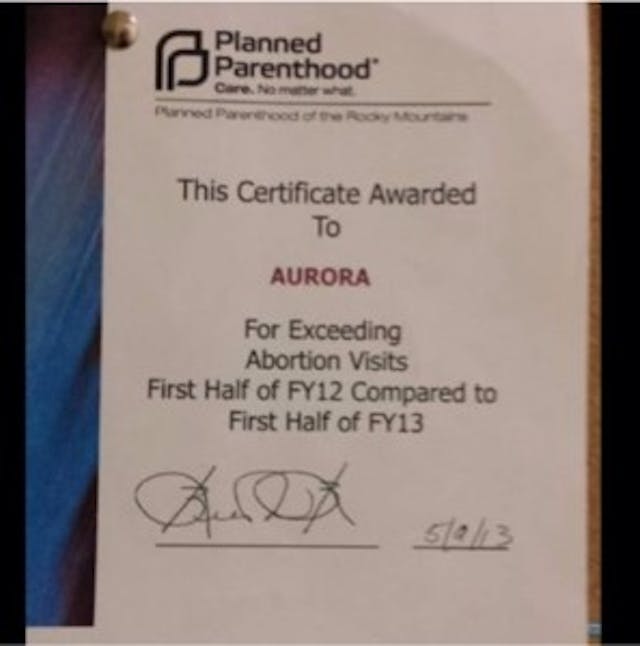 Planned
Parenthood®
Care. No matter what.
Planned Parenthood of the Rocky Mountains
This Certificate Awarded
To
AURORA
For Exceeding
Abortion Visits
First Half of FY12 Compared to
First Half of FY13
5/9/13